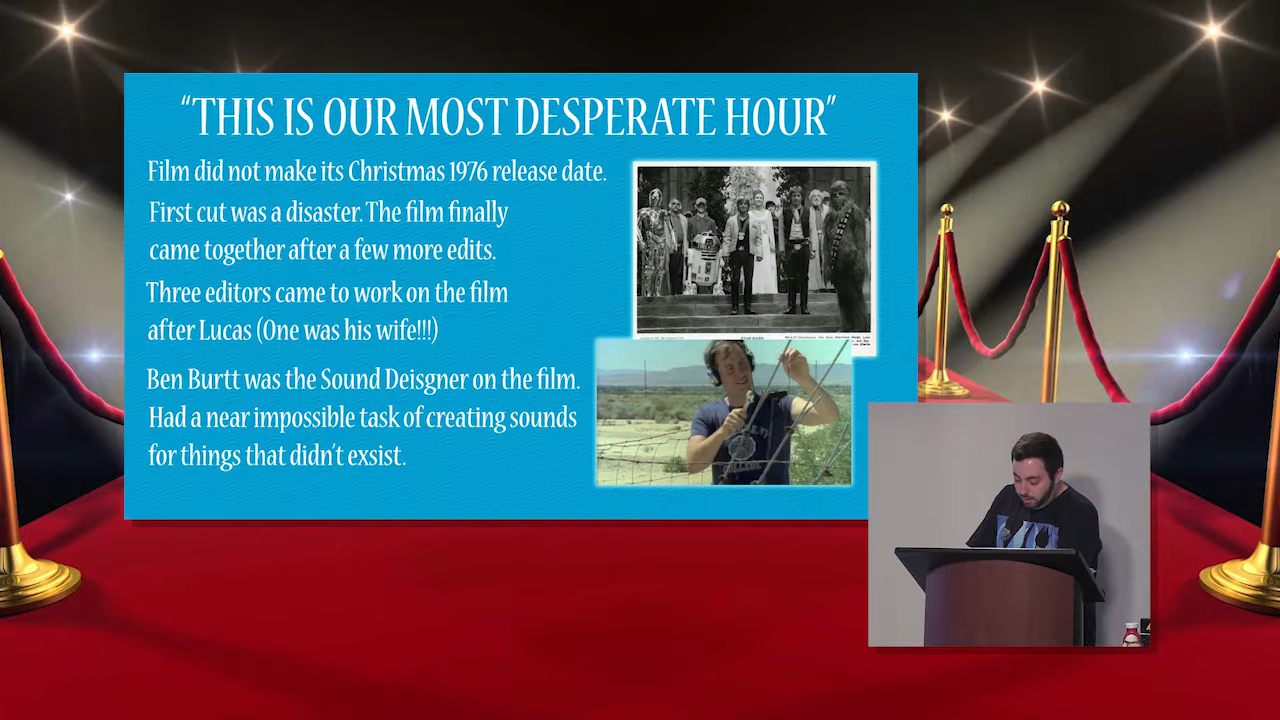 “THIS IS OUR MOST DESPERATE HOUR”
Film did not make its Christmas 1976 release date.
First cut was a disaster. The film finally
came together after a few more edits.
Three editors came to work on the film
after Lucas (One was his wife!!!)
Ben Burtt was the Sound Deisgner on the film.
Had a near impossible task of creating sounds
for things that didn’t exsist.
STAR WARS